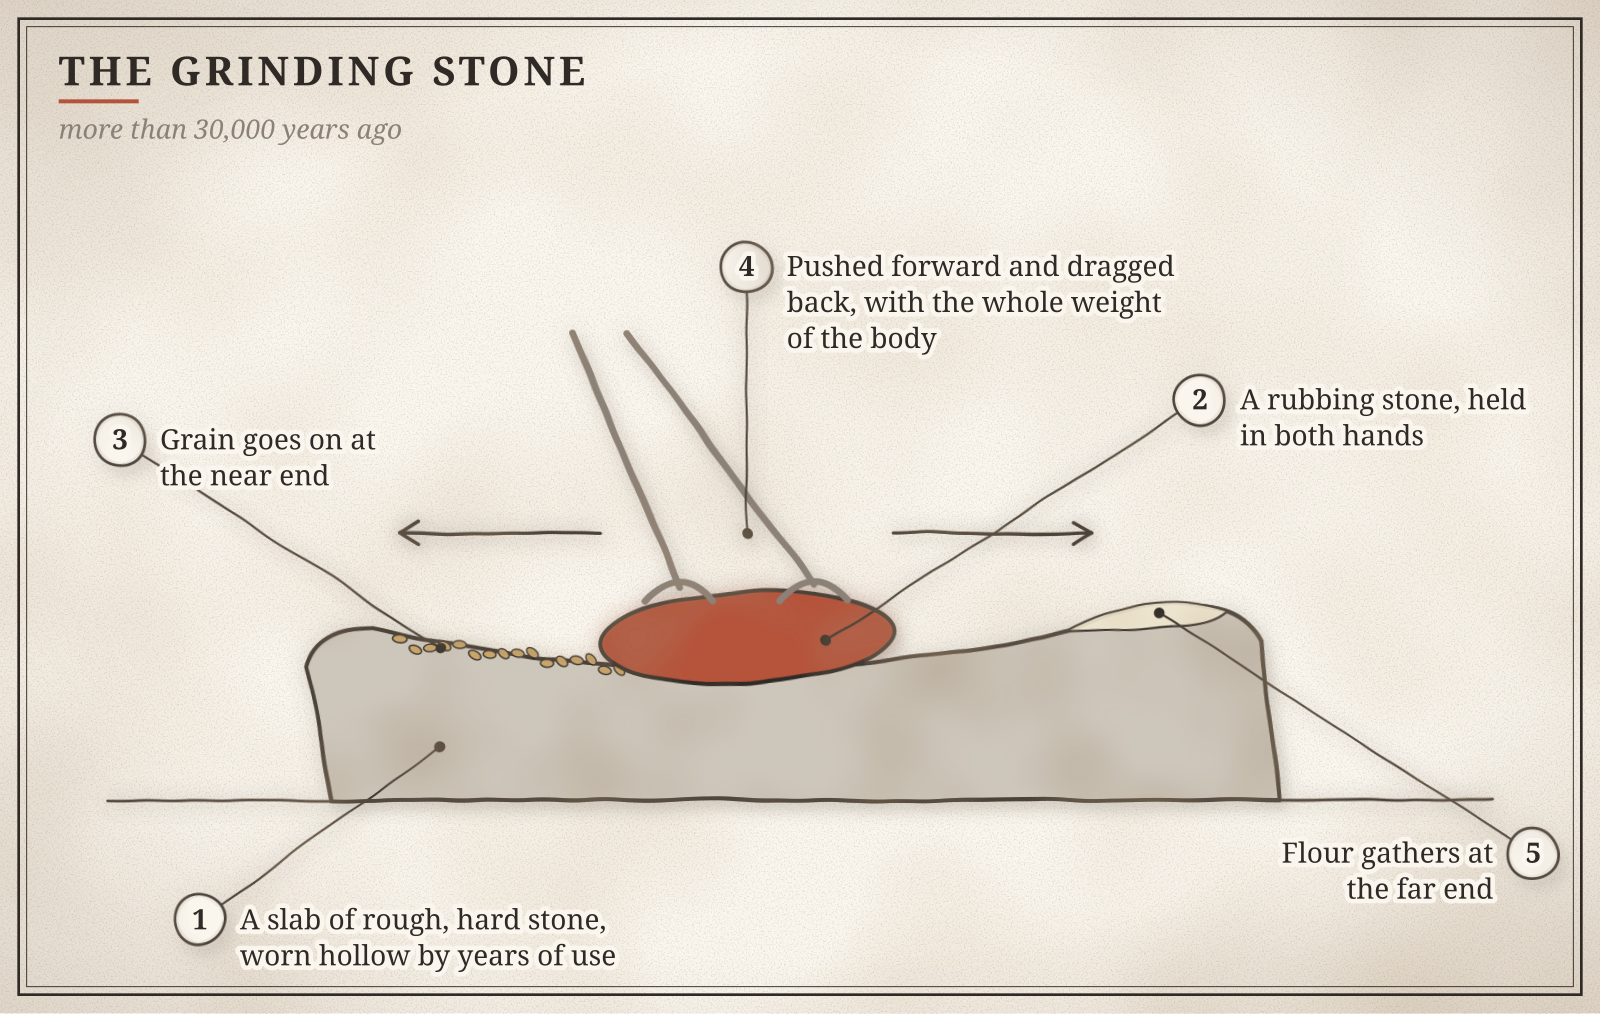 THE GRINDING STONE
more than 30,000 years ago
4
Pushed forward and dragged
back, with the whole weight
of the body
2
A rubbing stone, held
in both hands
3
Grain goes on at
the near end
Flour gathers at
the far end
5
1
A slab of rough, hard stone,
worn hollow by years of use